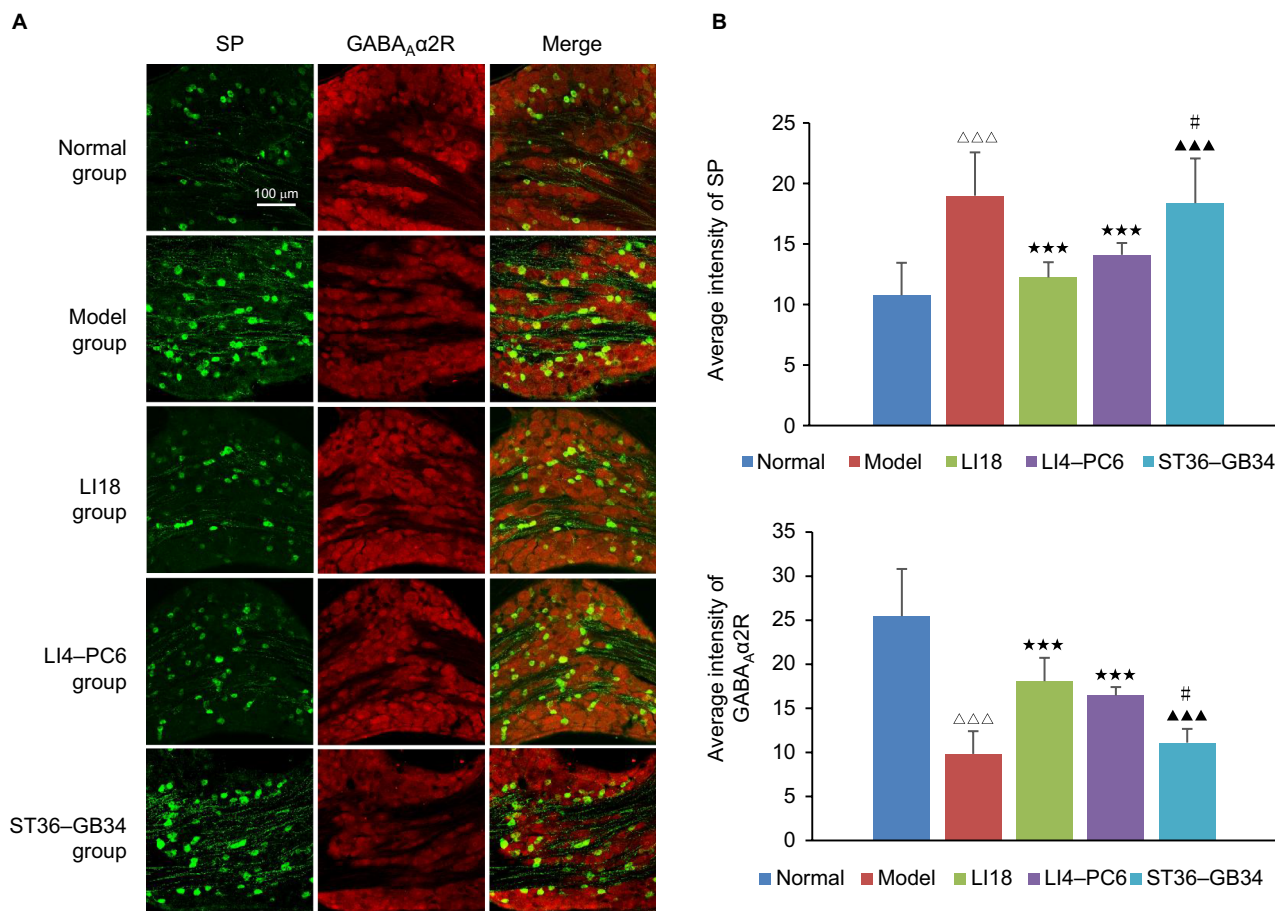 A
SP GABAAα2R Merge
Normal
group
100 μm
Model
group
LI18
group
LI4–PC6
group
ST36–GB34
group
B
Average intensity of SP
25
20
15
10
5
0
△△△
★★★
★★★
#
▲▲▲
Normal Model LI18 LI4–PC6 ST36–GB34
Average intensity of
GABAAα2R
35
30
25
20
15
10
5
0
△△△
★★★
★★★
#
▲▲▲
Normal Model LI18 LI4–PC6 ST36–GB34